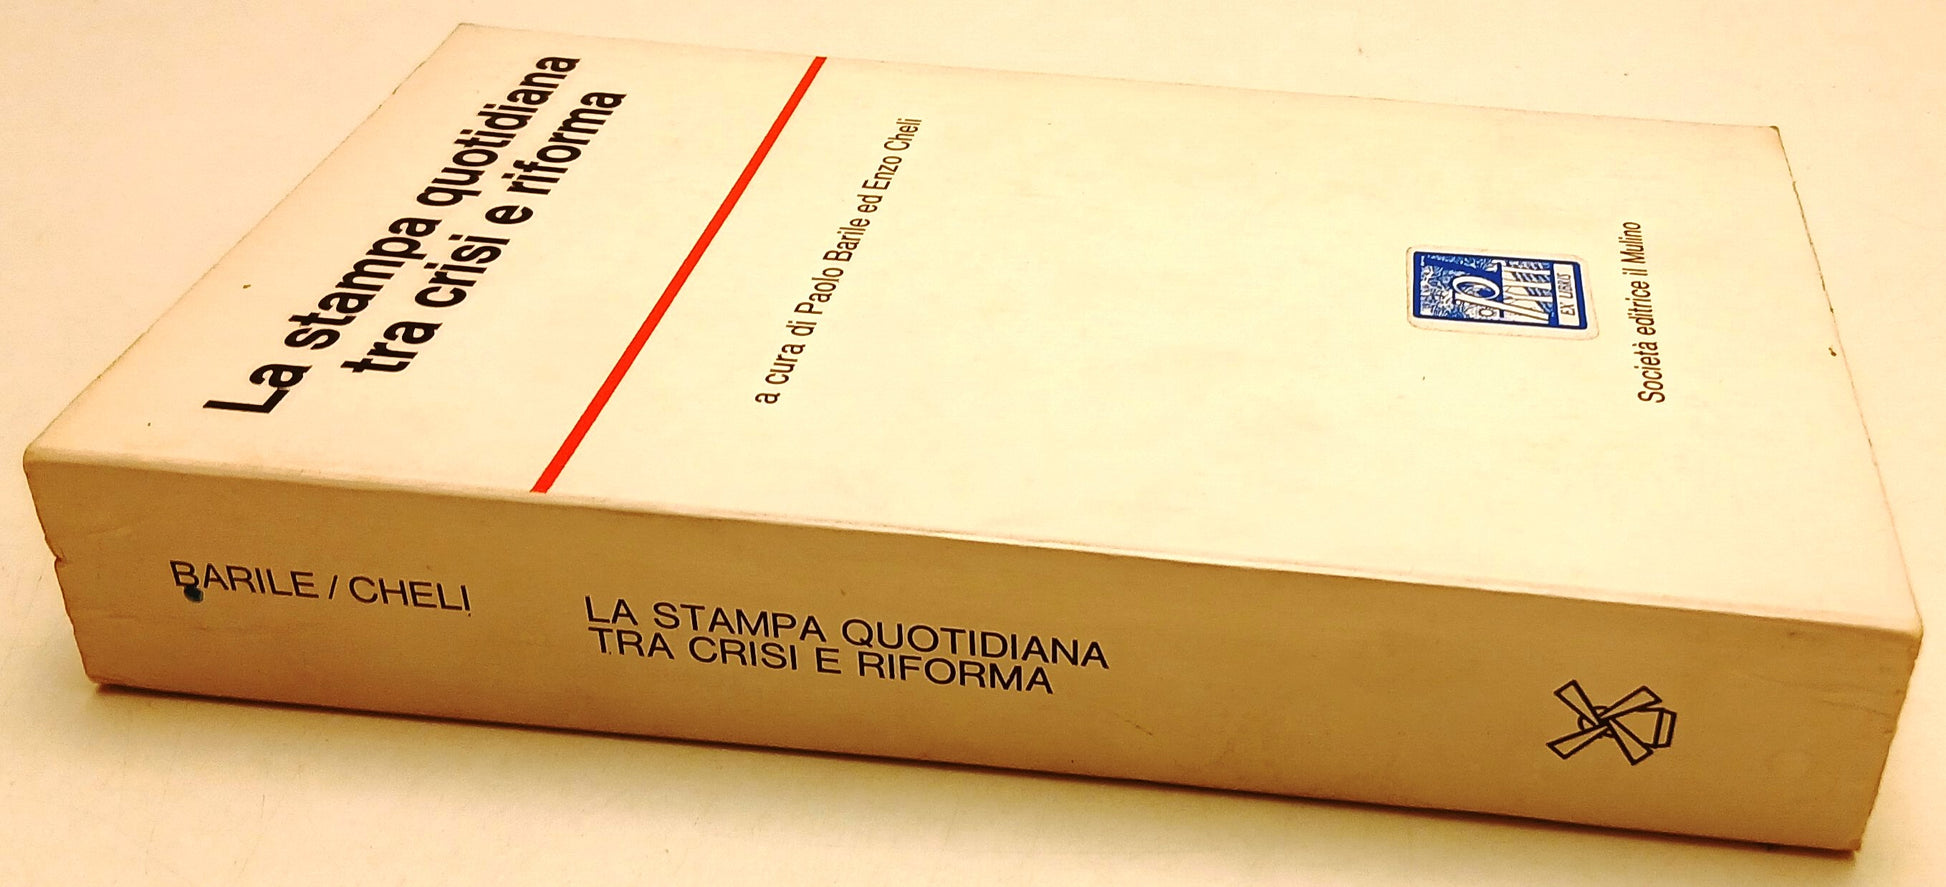 La stampa quotidiana
tra crisi e riforma
a cura di Paolo Barile ed Enzo Cheli
EX LIBRIS
Società editrice il Mulino
BARILE / CHELI
LA STAMPA QUOTIDIANA
TRA CRISI E RIFORMA